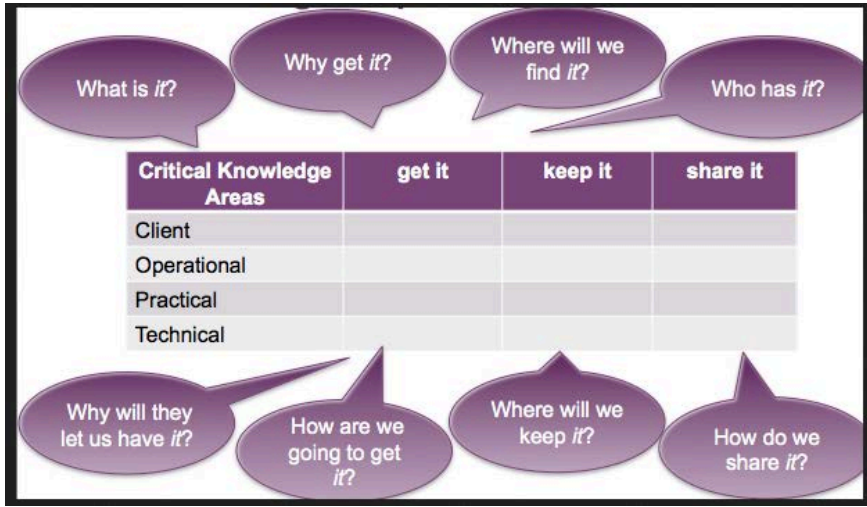 What is it?
Why get it?
Where will we
find it?
Who has it?
Critical Knowledge
Areas
get it
keep it
share it
Client
Operational
Practical
Technical
Why will they
let us have it?
How are we
going to get
it?
Where will we
keep it?
How do we
share it?